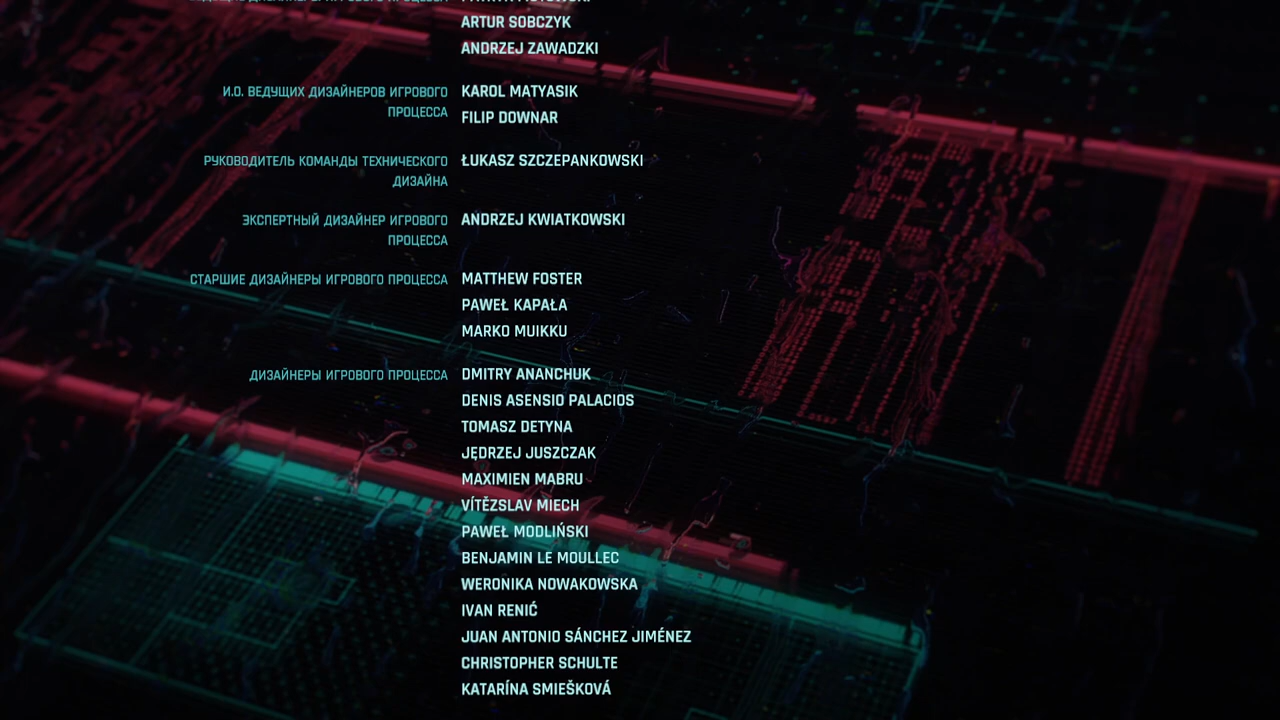 ARTUR SOBCZYK
ANDRZEJ ZAWADZKI
И.О. ВЕДУЩИХ ДИЗАЙНЕРОВ ИГРОВОГО
ПРОЦЕССА
KAROL MATYASIK
FILIP DOWNAR
РУКОВОДИТЕЛЬ КОМАНДЫ ТЕХНИЧЕСКОГО
ДИЗАЙНА
ŁUKASZ SZCZEPANKOWSKI
ЭКСПЕРТНЫЙ ДИЗАЙНЕР ИГРОВОГО
ПРОЦЕССА
ANDRZEJ KWIATKOWSKI
СТАРШИЕ ДИЗАЙНЕРЫ ИГРОВОГО ПРОЦЕССА
MATTHEW FOSTER
PAWEŁ KAPAŁA
MARKO MUIKKU
ДИЗАЙНЕРЫ ИГРОВОГО ПРОЦЕССА
DMITRY ANANCHUK
DENIS ASENSIO PALACIOS
TOMASZ DETYNA
JĘDRZEJ JUSZCZAK
MAXIMIEN MABRU
VÍTĚZSLAV MIECH
PAWEŁ MODLIŃSKI
BENJAMIN LE MOULLEC
WERONIKA NOWAKOWSKA
IVAN RENIĆ
JUAN ANTONIO SÁNCHEZ JIMÉNEZ
CHRISTOPHER SCHULTE
KATARÍNA SMIEŠKOVÁ